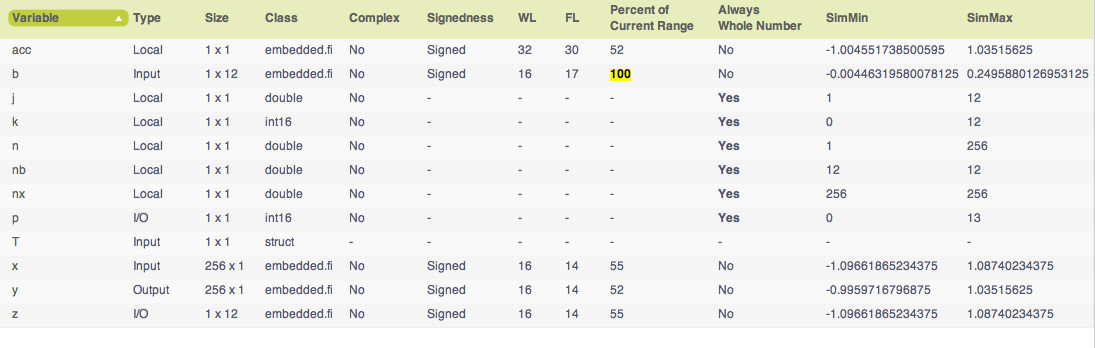 Variable Type Size Class Complex Signedness WL FL Percent of Current Range Always Whole Number SimMin SimMax
acc Local 1 x 1 embedded.fi No Signed 32 30 52 No -1.004551738500595 1.03515625
b Input 1 x 12 embedded.fi No Signed 16 17 100 No -0.00446319580078125 0.2495880126953125
j Local 1 x 1 double No - - - - Yes 1 12
k Local 1 x 1 int16 No - - - - Yes 0 12
n Local 1 x 1 double No - - - - Yes 1 256
nb Local 1 x 1 double No - - - - Yes 12 12
nx Local 1 x 1 double No - - - - Yes 256 256
p I/O 1 x 1 int16 No - - - - Yes 0 13
T Input 1 x 1 struct - - - - - - - -
x Input 256 x 1 embedded.fi No Signed 16 14 55 No -1.09661865234375 1.08740234375
y Output 256 x 1 embedded.fi No Signed 16 14 52 No -0.9959716796875 1.03515625
z I/O 1 x 12 embedded.fi No Signed 16 14 55 No -1.09661865234375 1.08740234375